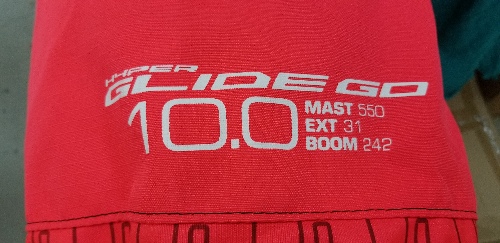 HYPER
GLIDE GO
10.0
MAST 550
EXT 31
BOOM 242